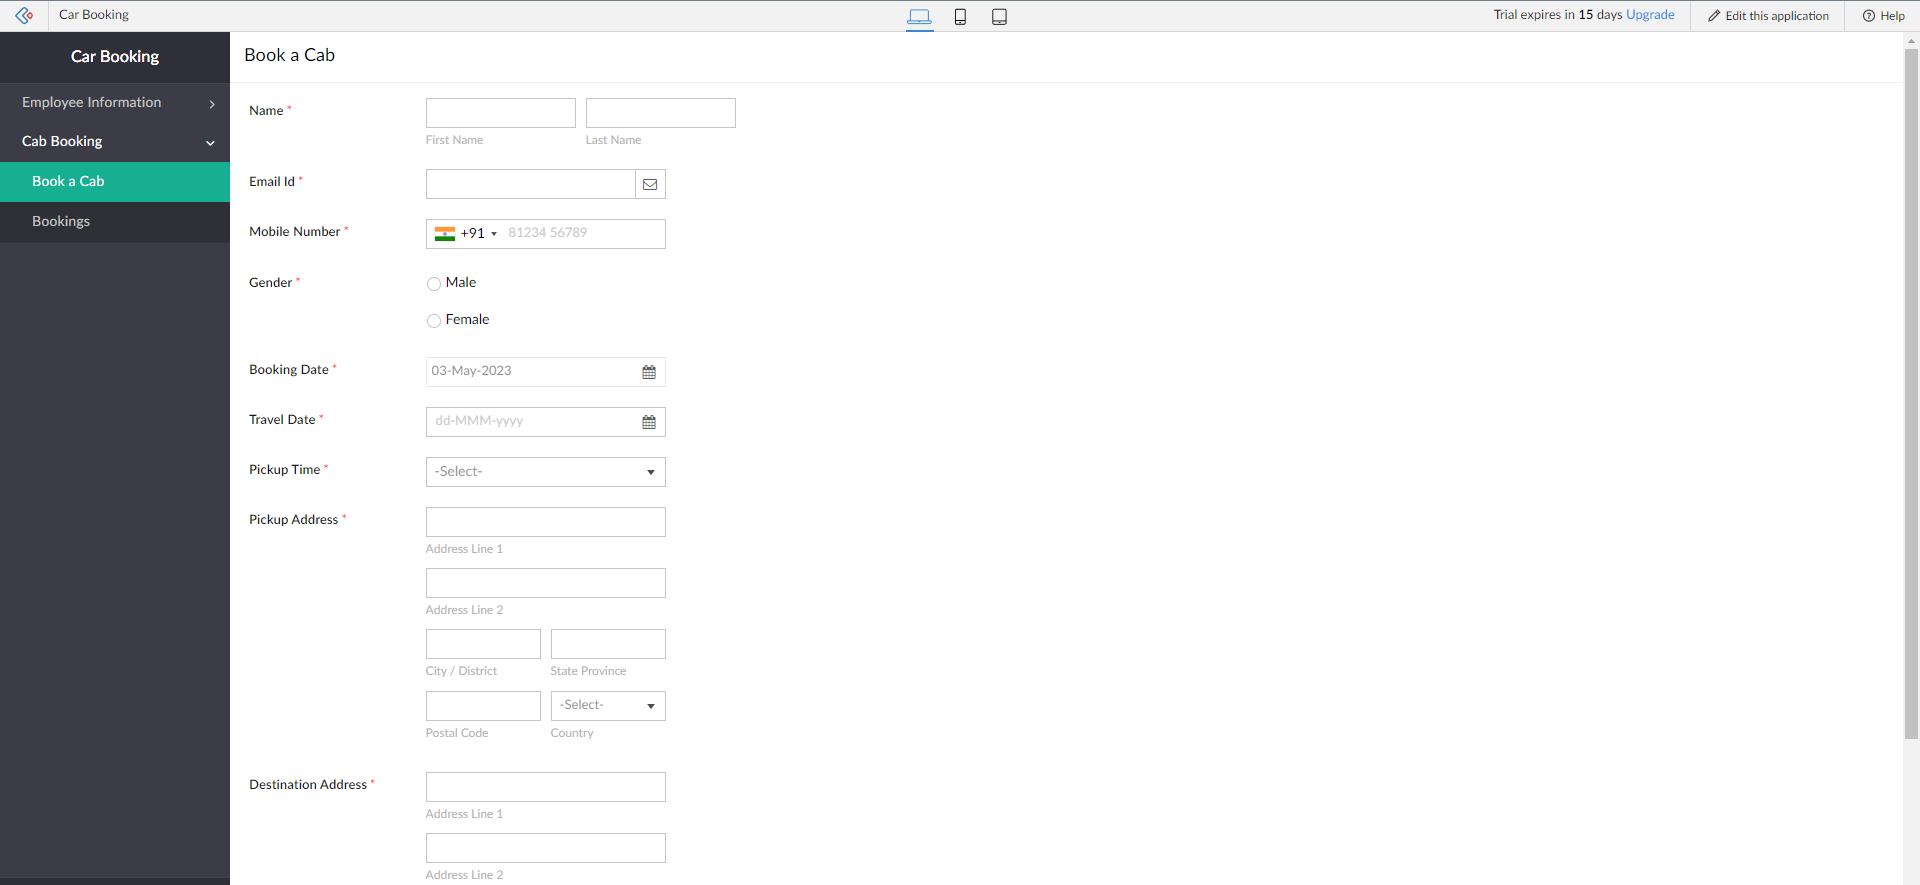 Car Booking
Trial expires in 15 days Upgrade
Edit this application
Help
Car Booking
Employee Information
Cab Booking
Book a Cab
Bookings
Book a Cab
Name *
First Name
Last Name
Email Id *
Mobile Number *
+91 81234 56789
Gender *
Male
Female
Booking Date *
03-May-2023
Travel Date *
dd-MMM-yyyy
Pickup Time *
-Select-
Pickup Address *
Address Line 1
Address Line 2
City / District
State Province
-Select-
Postal Code
Country
Destination Address *
Address Line 1
Address Line 2